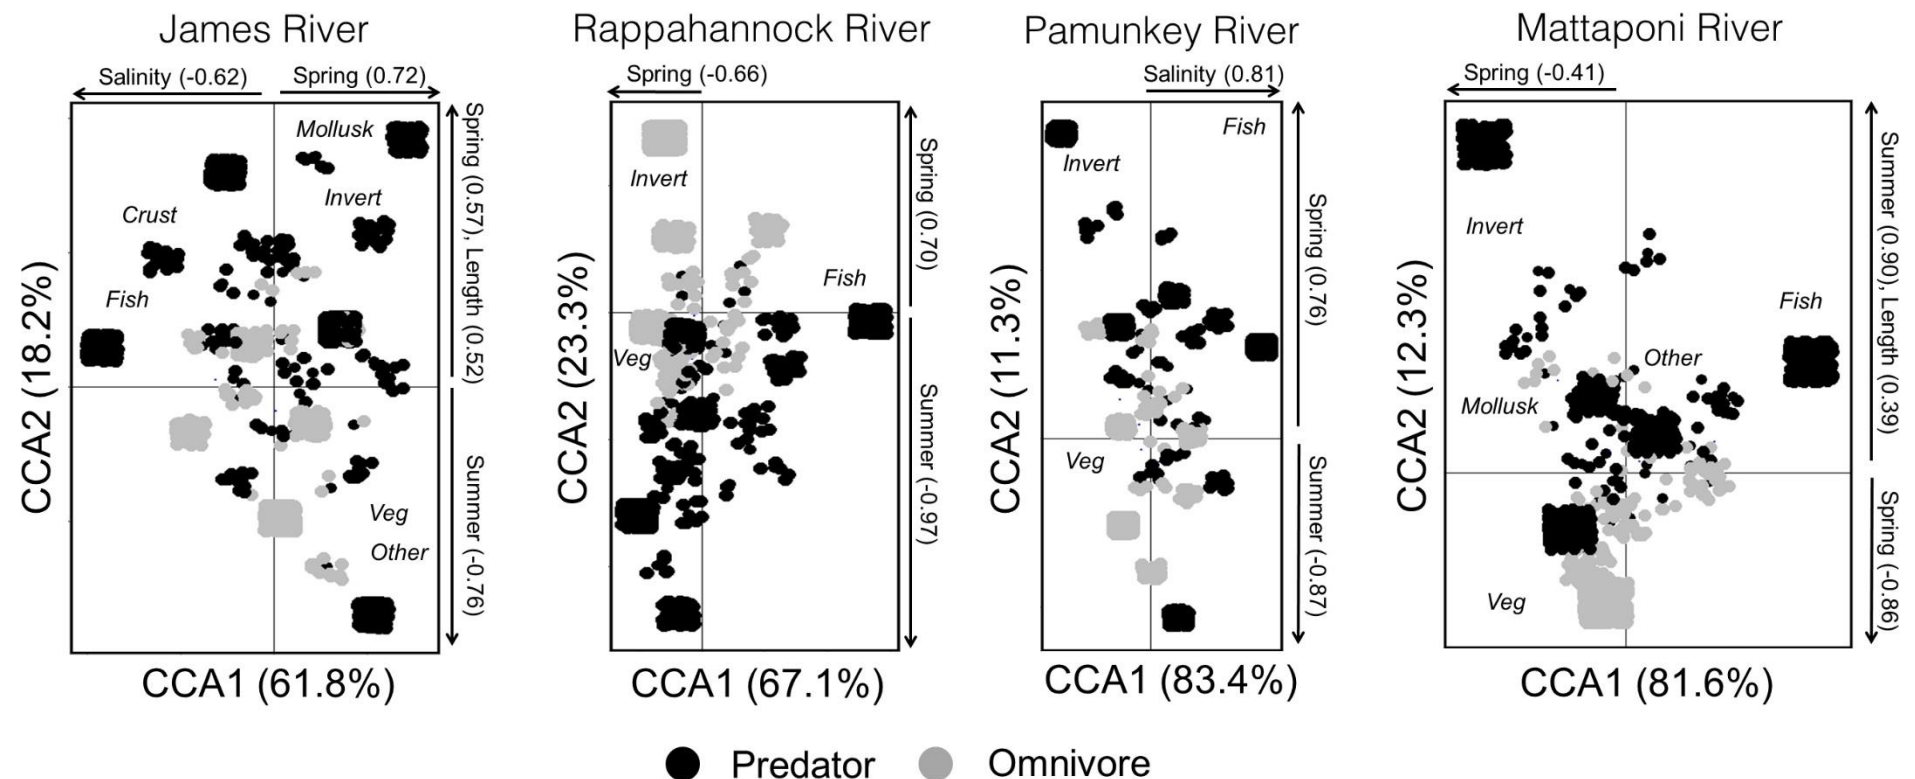 James River
Salinity (-0.62)
Spring (0.72)
Mollusk
Invert
Crust
Fish
Veg
Other
Spring (0.57), Length (0.52)
Summer (-0.76)
CCA2 (18.2%)
CCA1 (61.8%)
Rappahannock River
Spring (-0.66)
Invert
Fish
Veg
Spring (0.70)
Summer (-0.97)
CCA2 (23.3%)
CCA1 (67.1%)
Pamunkey River
Salinity (0.81)
Fish
Invert
Veg
Spring (0.76)
Summer (-0.87)
CCA2 (11.3%)
CCA1 (83.4%)
Mattaponi River
Spring (-0.41)
Invert
Fish
Other
Mollusk
Veg
Summer (0.90), Length (0.39)
Spring (-0.86)
CCA2 (12.3%)
CCA1 (81.6%)
Predator
Omnivore